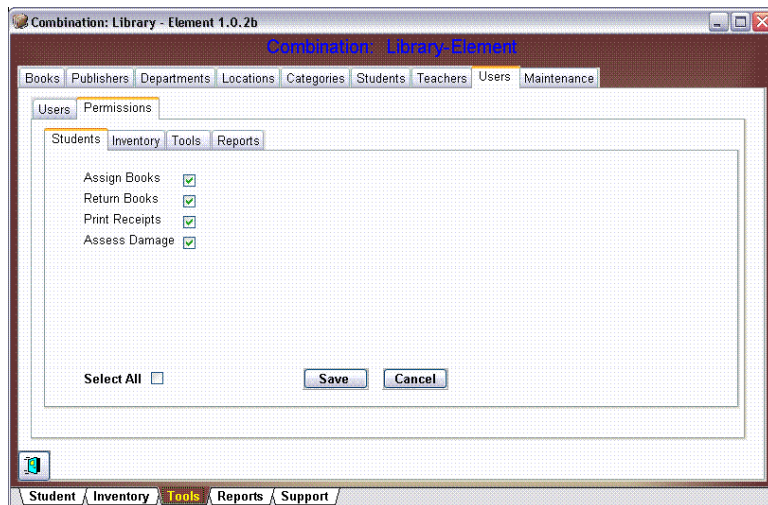 Combination: Library - Element 1.0.2b
Combination: Library-Element
Books Publishers Departments Locations Categories Students Teachers Users Maintenance
Users Permissions
Students Inventory Tools Reports
Assign Books
Return Books
Print Receipts
Assess Damage
Select All Save Cancel
Student Inventory Tools Reports Support